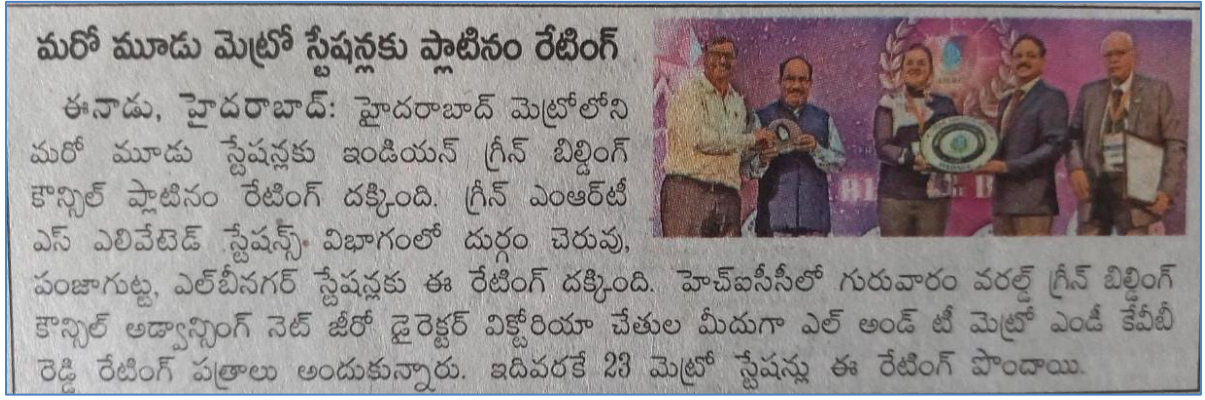 మరో మూడు మెట్రో స్టేషన్లకు ప్లాటినం రేటింగ్
ఈనాడు, హైదరాబాద్: హైదరాబాద్ మెట్రోలోని
మరో మూడు స్టేషన్లకు ఇండియన్ గ్రీన్ బిల్డింగ్
కౌన్సిల్ ప్లాటినం రేటింగ్ దక్కింది. గ్రీన్ ఎంఆర్‌టీ
ఎస్ ఎలివేటెడ్ స్టేషన్స్ విభాగంలో దుర్గం చెరువు,
పంజాగుట్ట, ఎల్‌బీనగర్ స్టేషన్లకు ఈ రేటింగ్ దక్కింది. హెచ్ఐసీసీలో గురువారం వరల్డ్ గ్రీన్ బిల్డింగ్
కౌన్సిల్ అడ్వాన్సింగ్ నెట్ జీరో డైరెక్టర్ విక్టోరియా చేతుల మీదుగా ఎల్ అండ్ టీ మెట్రో ఎండీ కేవీబీ
రెడ్డి రేటింగ్ పత్రాలు అందుకున్నారు. ఇదివరకే 23 మెట్రో స్టేషన్లు ఈ రేటింగ్ పొందాయి.